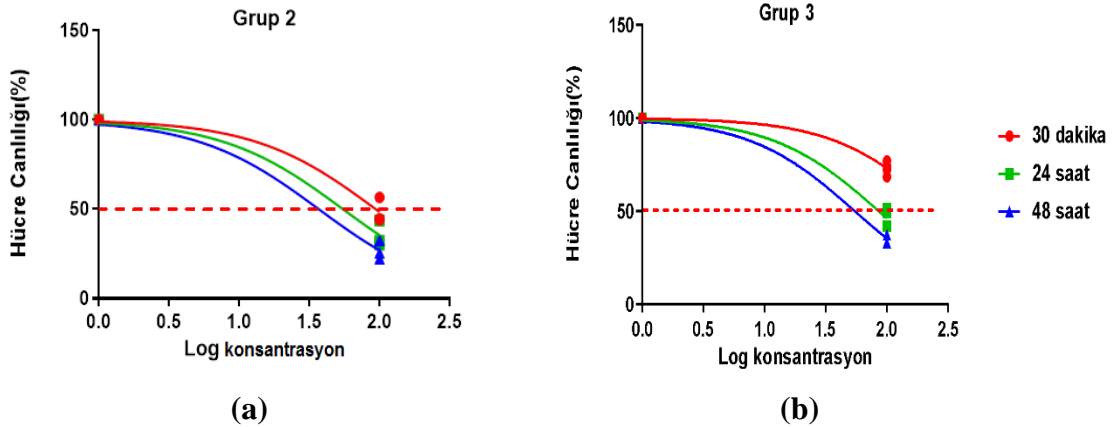 Grup 2
150
100
50
0
Hücre Canlılığı(%)
0.0 0.5 1.0 1.5 2.0 2.5
Log konsantrasyon
(a)
Grup 3
150
100
50
0
Hücre Canlılığı(%)
0.0 0.5 1.0 1.5 2.0 2.5
Log konsantrasyon
(b)
30 dakika
24 saat
48 saat